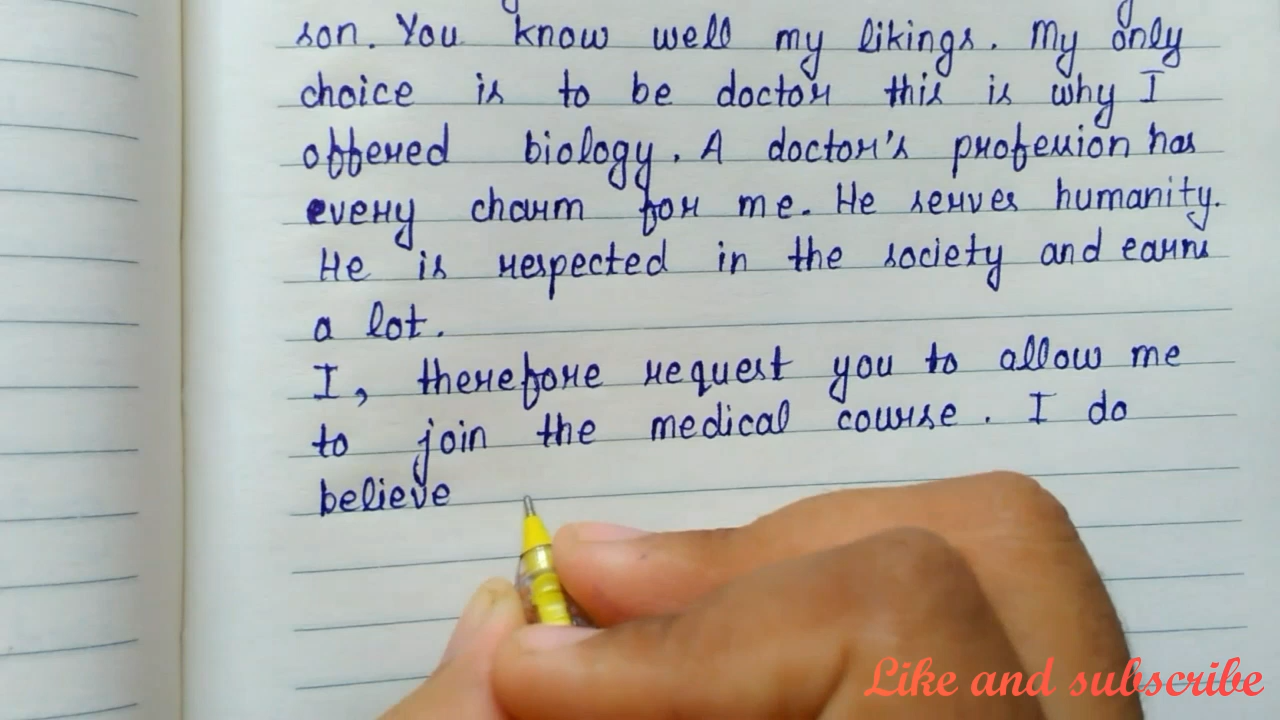 son. You know well my likings. My only
choice is to be doctor this is why I
offered biology. A doctor's profession has
every charm for me. He serves humanity.
He is respected in the society and earns
a lot.
I, therefore request you to allow me
to join the medical course. I do
believe
Like and subscribe